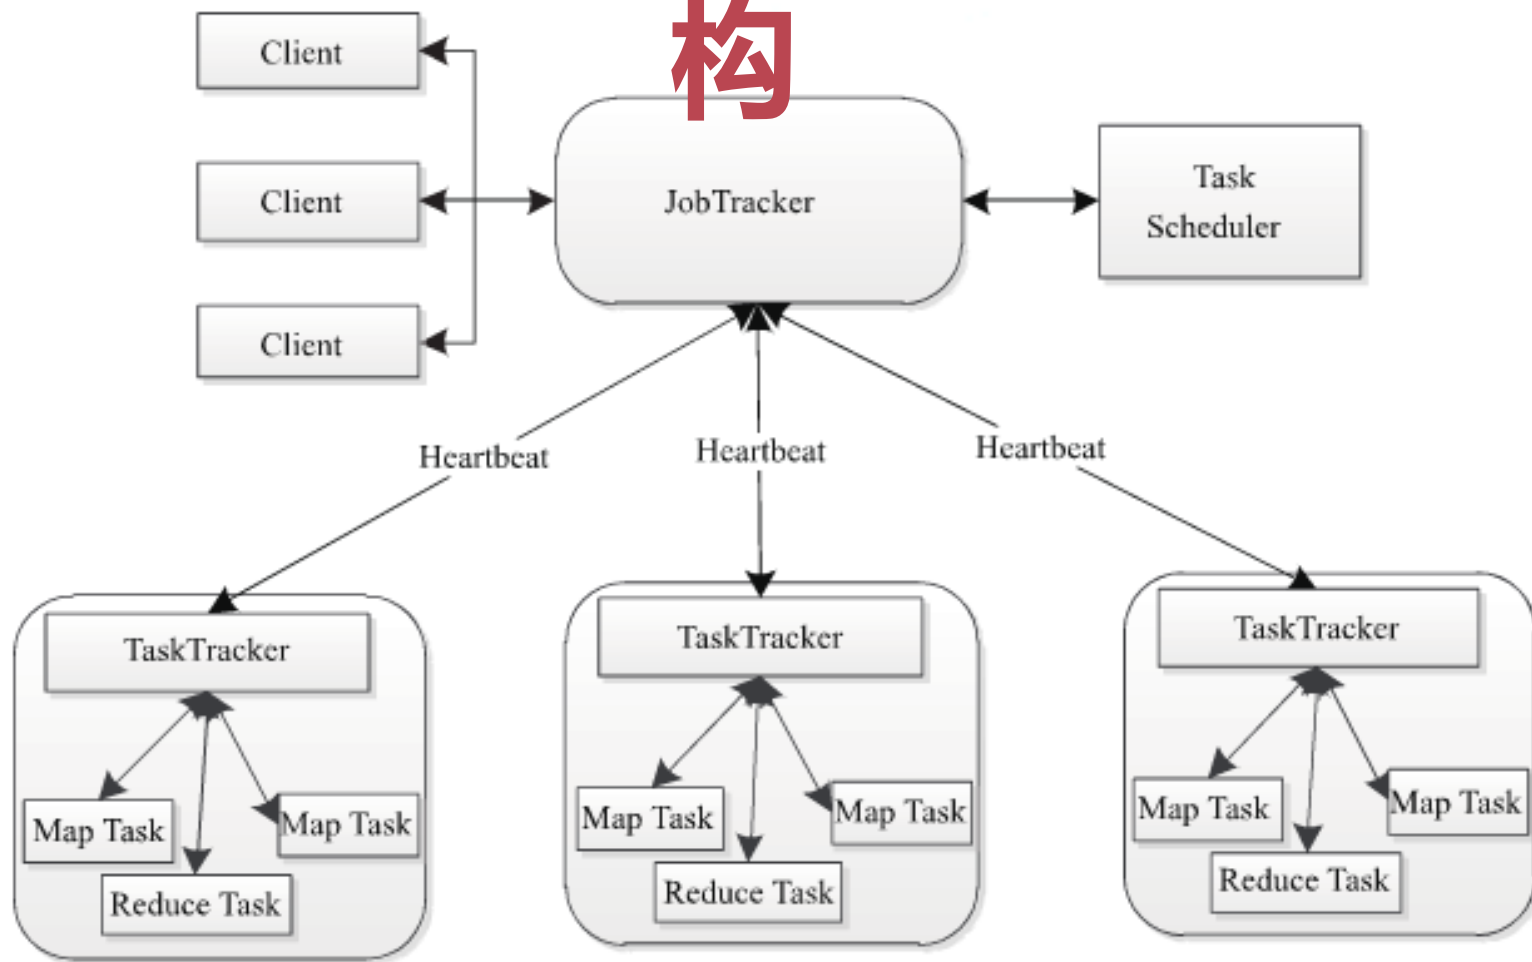 构
Client
Client
Client
JobTracker
Task
Scheduler
Heartbeat
Heartbeat
Heartbeat
TaskTracker
Map Task
Map Task
Reduce Task
TaskTracker
Map Task
Map Task
Reduce Task
TaskTracker
Map Task
Map Task
Reduce Task